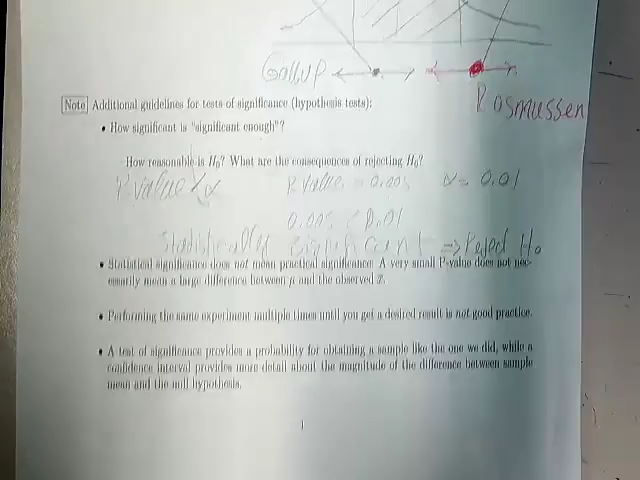 Gallup
Rasmussen
Note Additional guidelines for tests of significance (hypothesis tests):
• How significant is "significant enough"?
How reasonable is H₀? What are the consequences of rejecting H₀?
P value < α P value = 0.005 α = 0.01
0.005 < 0.01
Statistically significant ⇒ Reject H₀
• Statistical significance does not mean practical significance. A very small P-value does not nec-
essarily mean a large difference between μ and the observed x̄.
• Performing the same experiment multiple times until you get a desired result is not good practice.
• A test of significance provides a probability for obtaining a sample like the one we did, while a
confidence interval provides more detail about the magnitude of the difference between sample
mean and the null hypothesis.
1